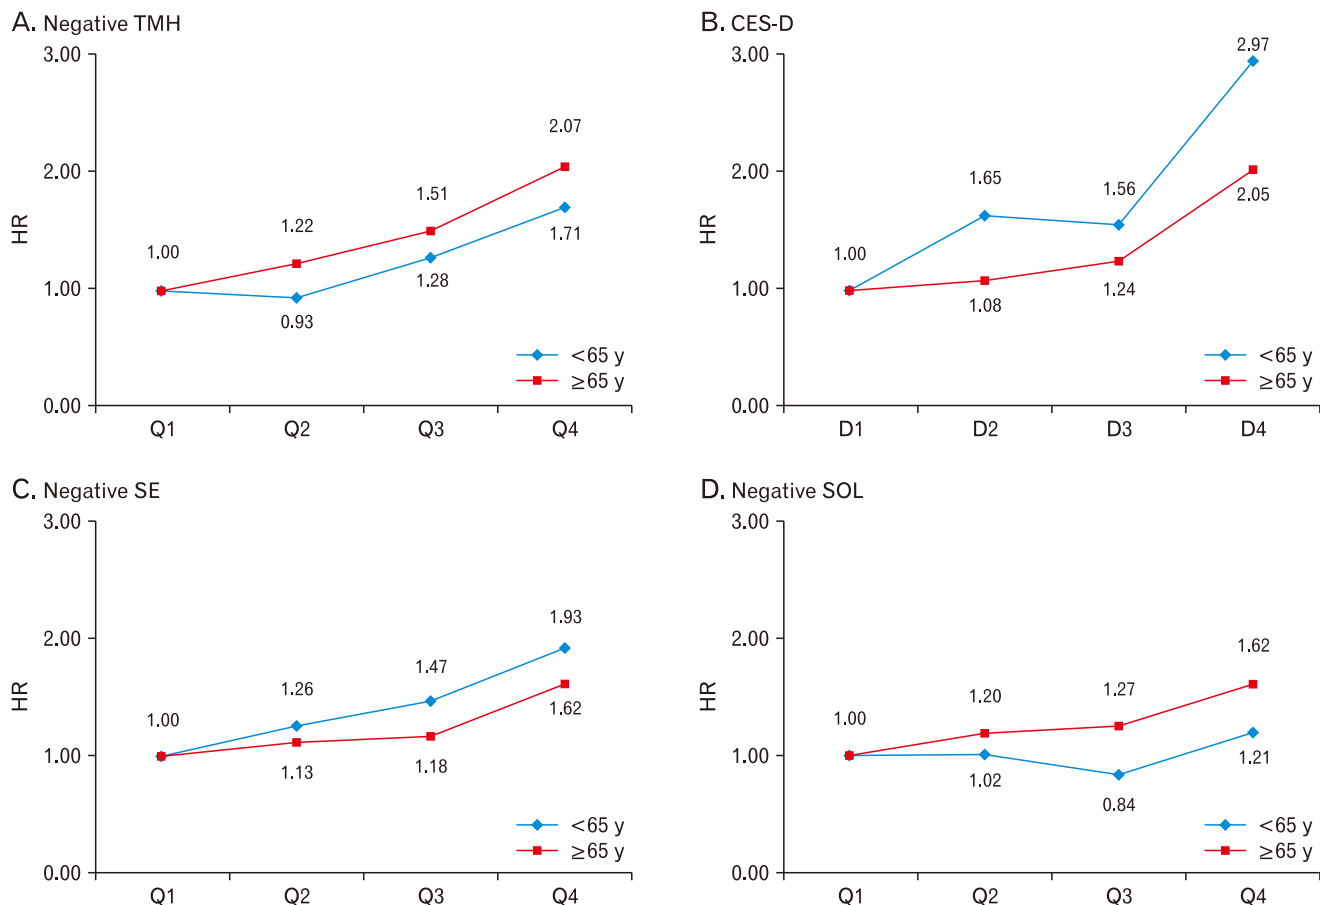 A. Negative TMH
3.00
2.00
1.00
0.00
HR
1.00
1.22
1.51
2.07
0.93
1.28
1.71
<65 y
≥65 y
Q1 Q2 Q3 Q4
B. CES-D
3.00
2.00
1.00
0.00
HR
1.00
1.65
1.56
2.97
1.08
1.24
2.05
<65 y
≥65 y
D1 D2 D3 D4
C. Negative SE
3.00
2.00
1.00
0.00
HR
1.00
1.26
1.47
1.93
1.13
1.18
1.62
<65 y
≥65 y
Q1 Q2 Q3 Q4
D. Negative SOL
3.00
2.00
1.00
0.00
HR
1.00
1.20
1.27
1.62
1.02
0.84
1.21
<65 y
≥65 y
Q1 Q2 Q3 Q4